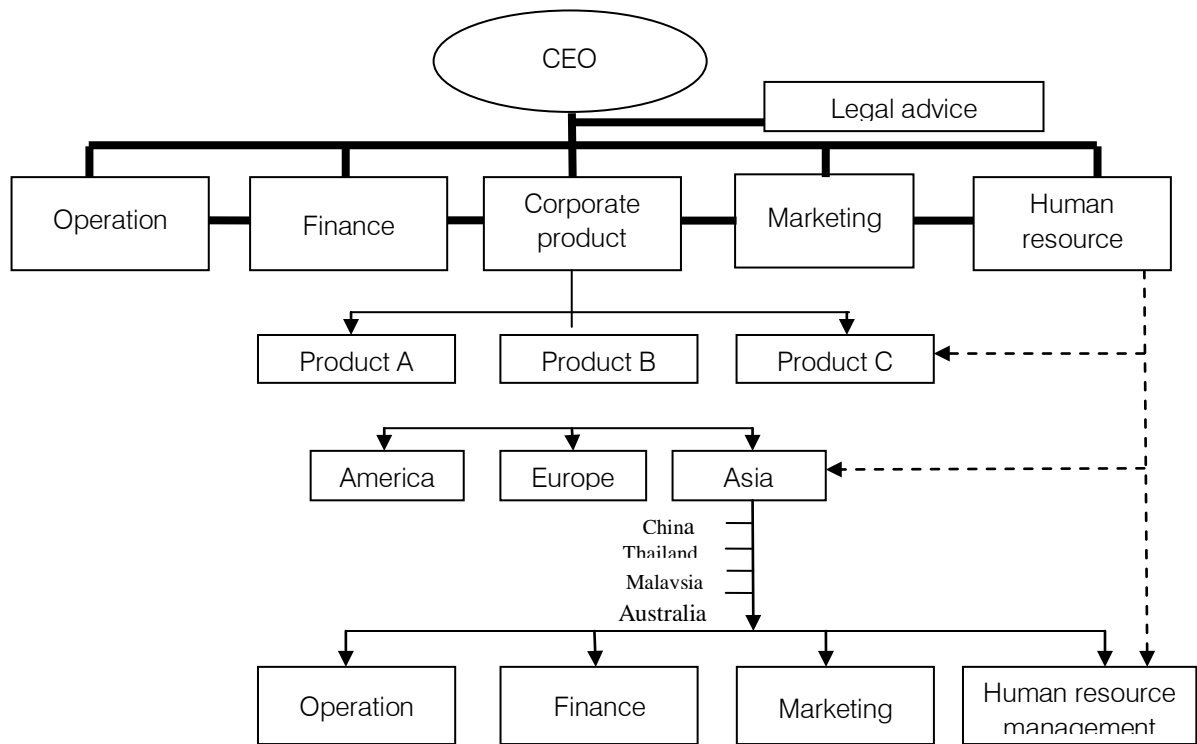 CEO
Legal advice
Operation
Finance
Corporate
product
Marketing
Human
resource
Product A
Product B
Product C
America
Europe
Asia
China
Thailand
Malaysia
Australia
Operation
Finance
Marketing
Human resource
management